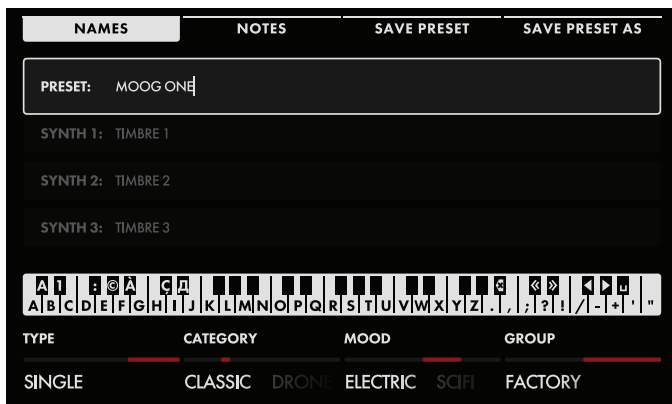 NAMES NOTES SAVE PRESET SAVE PRESET AS
PRESET: MOOG ONE
SYNTH 1: TIMBRE 1
SYNTH 2: TIMBRE 2
SYNTH 3: TIMBRE 3
A 1 : © À Ç Д « »
A B C D E F G H I J K L M N O P Q R S T U V W X Y Z . , ; ? ! / - + ' "
TYPE CATEGORY MOOD GROUP
SINGLE CLASSIC DRONE ELECTRIC SCIFI FACTORY